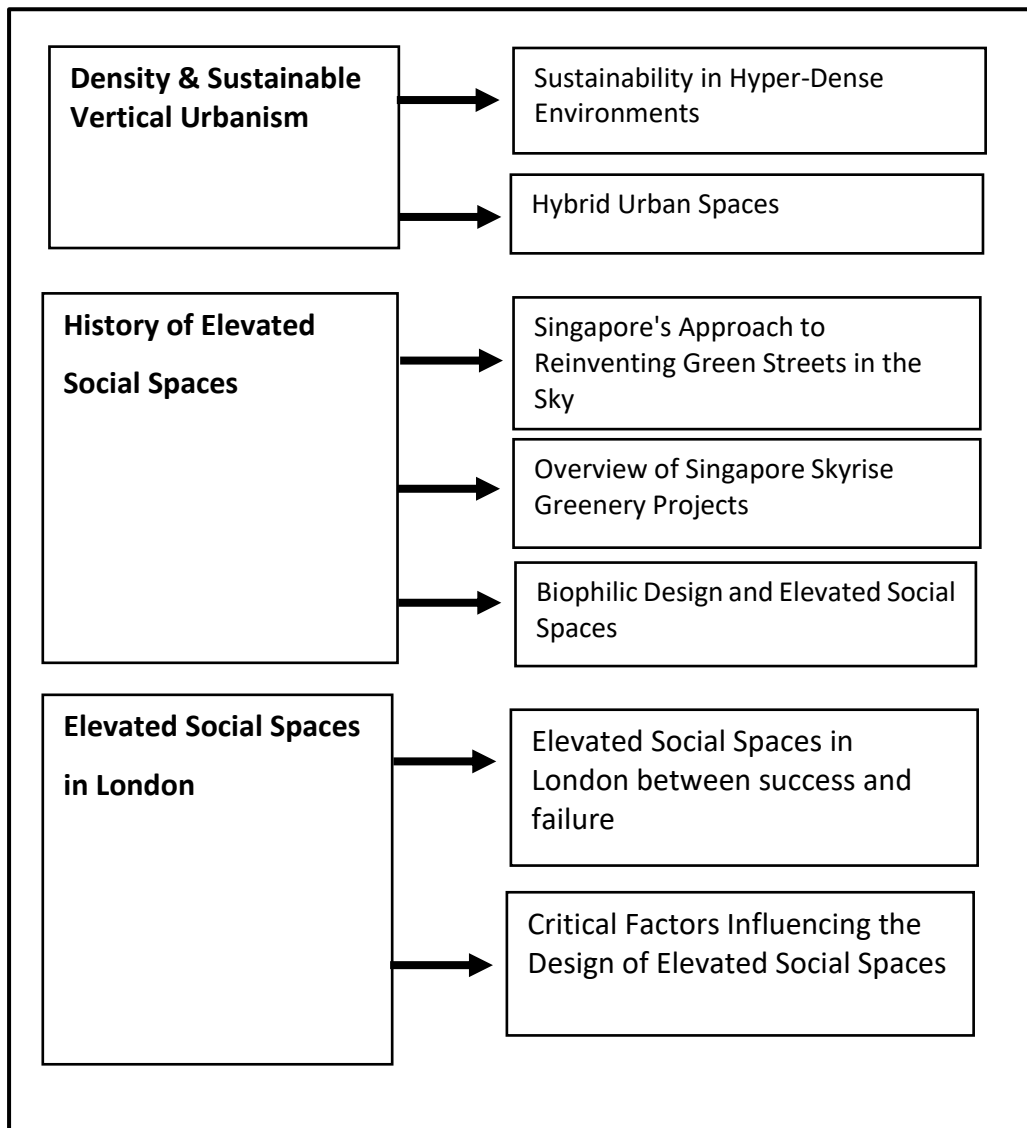 Density & Sustainable
Vertical Urbanism
Sustainability in Hyper-Dense
Environments
Hybrid Urban Spaces
History of Elevated
Social Spaces
Singapore's Approach to
Reinventing Green Streets in the
Sky
Overview of Singapore Skyrise
Greenery Projects
Biophilic Design and Elevated Social
Spaces
Elevated Social Spaces
in London
Elevated Social Spaces in
London between success and
failure
Critical Factors Influencing the
Design of Elevated Social Spaces